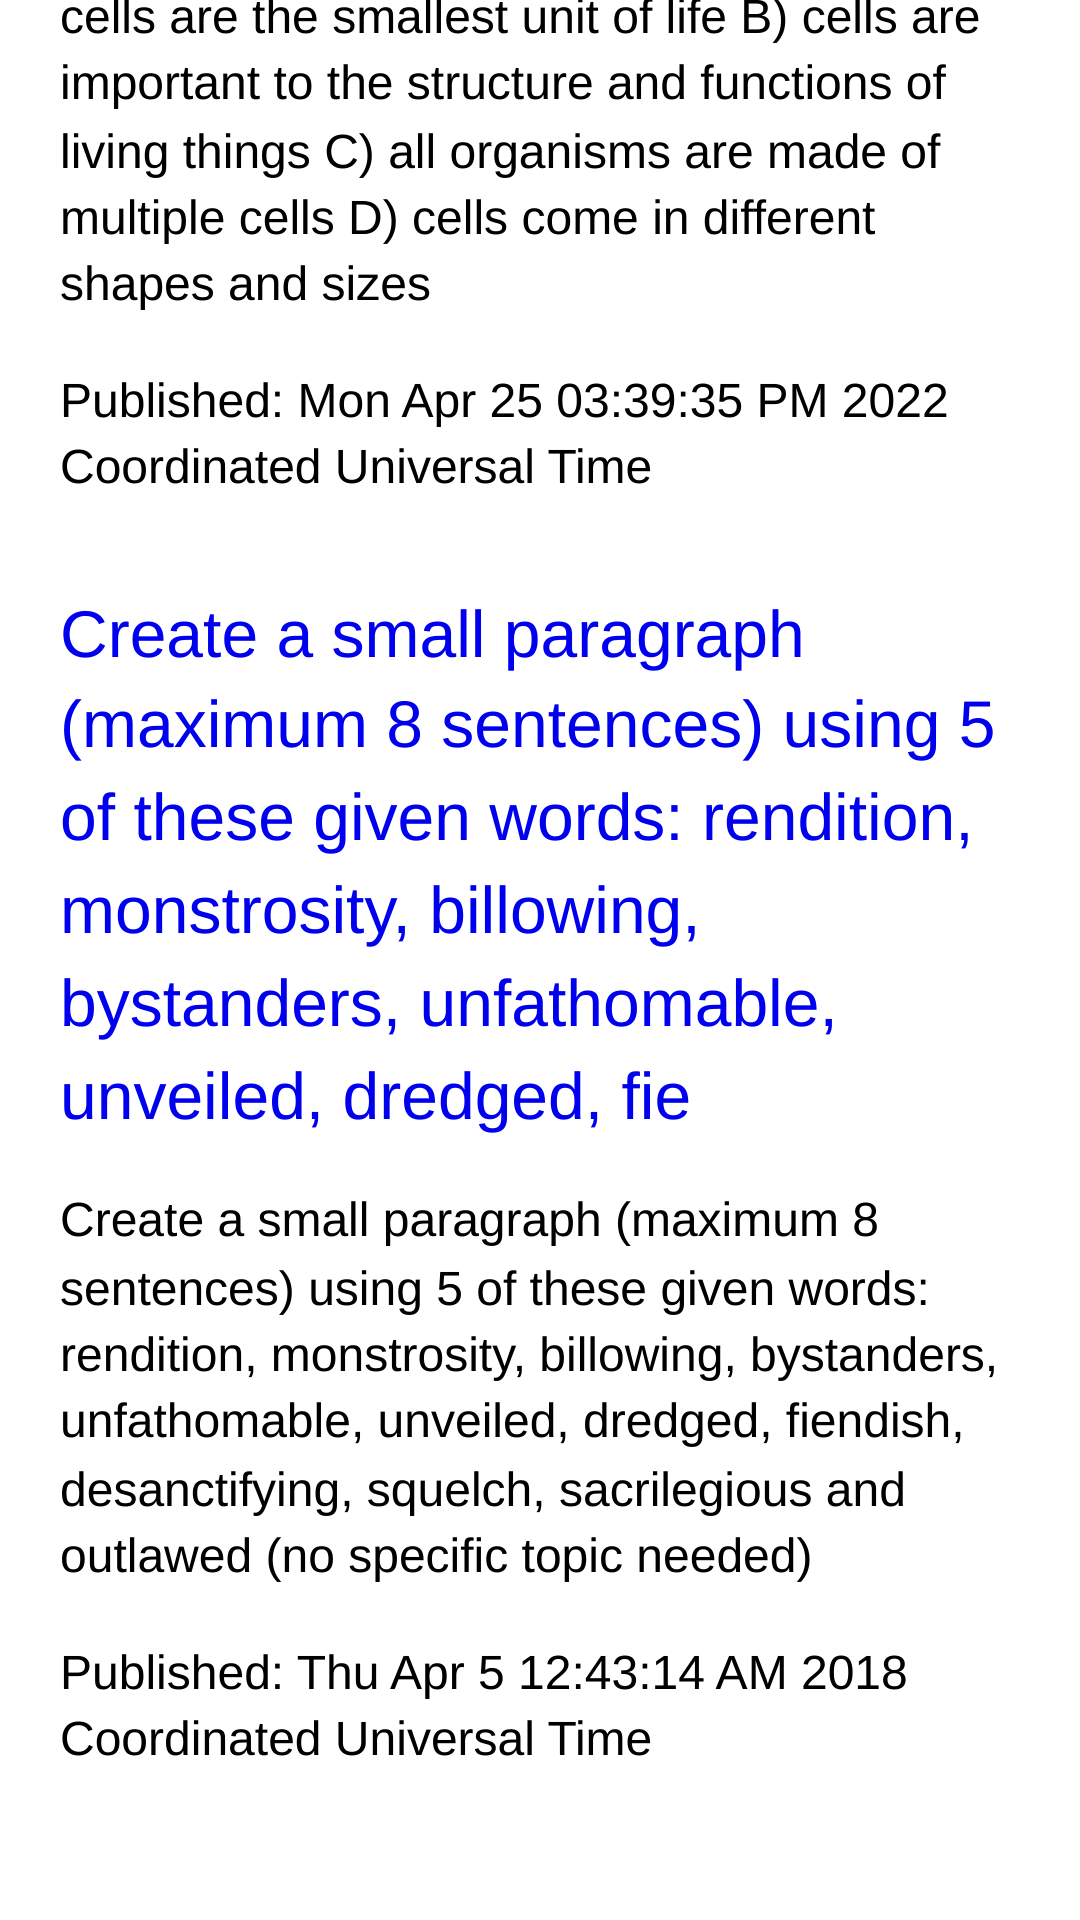 cells are the smallest unit of life B) cells are
important to the structure and functions of
living things C) all organisms are made of
multiple cells D) cells come in different
shapes and sizes
Published: Mon Apr 25 03:39:35 PM 2022
Coordinated Universal Time
Create a small paragraph
(maximum 8 sentences) using 5
of these given words: rendition,
monstrosity, billowing,
bystanders, unfathomable,
unveiled, dredged, fie
Create a small paragraph (maximum 8
sentences) using 5 of these given words:
rendition, monstrosity, billowing, bystanders,
unfathomable, unveiled, dredged, fiendish,
desanctifying, squelch, sacrilegious and
outlawed (no specific topic needed)
Published: Thu Apr 5 12:43:14 AM 2018
Coordinated Universal Time